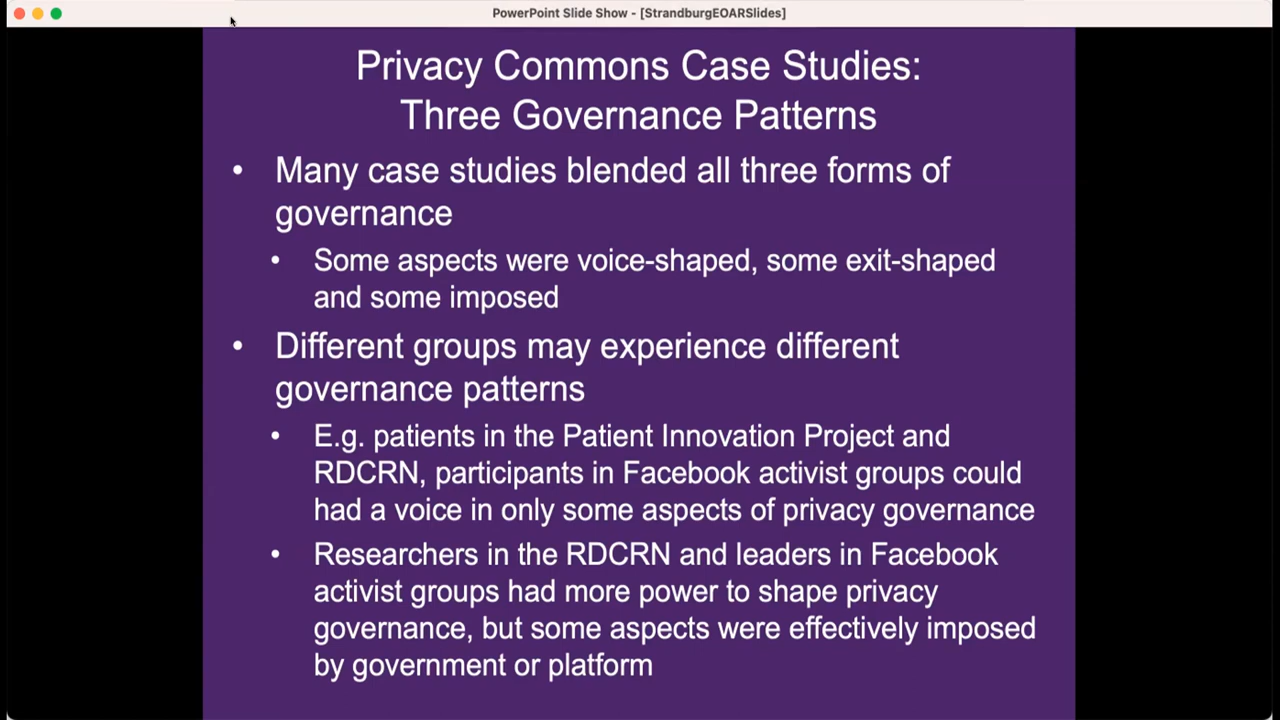 PowerPoint Slide Show - [StrandburgEOARSlides]
Privacy Commons Case Studies:
Three Governance Patterns
• Many case studies blended all three forms of
governance
• Some aspects were voice-shaped, some exit-shaped
and some imposed
• Different groups may experience different
governance patterns
• E.g. patients in the Patient Innovation Project and
RDCRN, participants in Facebook activist groups could
had a voice in only some aspects of privacy governance
• Researchers in the RDCRN and leaders in Facebook
activist groups had more power to shape privacy
governance, but some aspects were effectively imposed
by government or platform